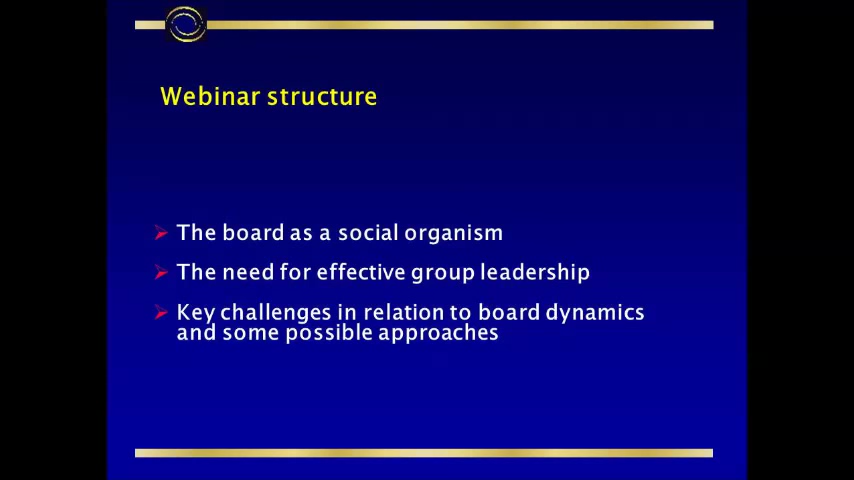 Webinar structure
The board as a social organism
The need for effective group leadership
Key challenges in relation to board dynamics
and some possible approaches